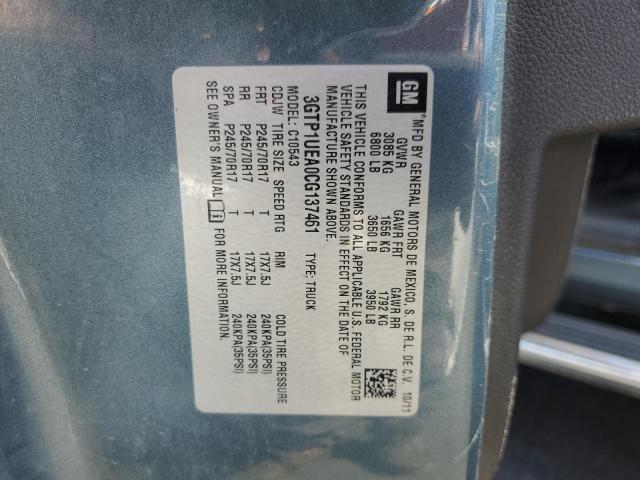 GM
MFD BY GENERAL MOTORS DE MEXICO, S. DE R.L. DE C.V. 10/11
GVWR GAWR FRT GAWR RR
3085 KG 1656 KG 1792 KG
6800 LB 3650 LB 3950 LB
THIS VEHICLE CONFORMS TO ALL APPLICABLE U.S. FEDERAL MOTOR
VEHICLE SAFETY STANDARDS IN EFFECT ON THE DATE OF
MANUFACTURE SHOWN ABOVE.
3GTP1UEA0CG137461 TYPE: TRUCK
MODEL: C10543
CDJW TIRE SIZE SPEED RTG RIM COLD TIRE PRESSURE
FRT P245/70R17 T 17X7.5J 240KPA(35PSI)
RR P245/70R17 T 17X7.5J 240KPA(35PSI)
SPA P245/70R17 T 17X7.5J 240KPA(35PSI)
SEE OWNER'S MANUAL FOR MORE INFORMATION.